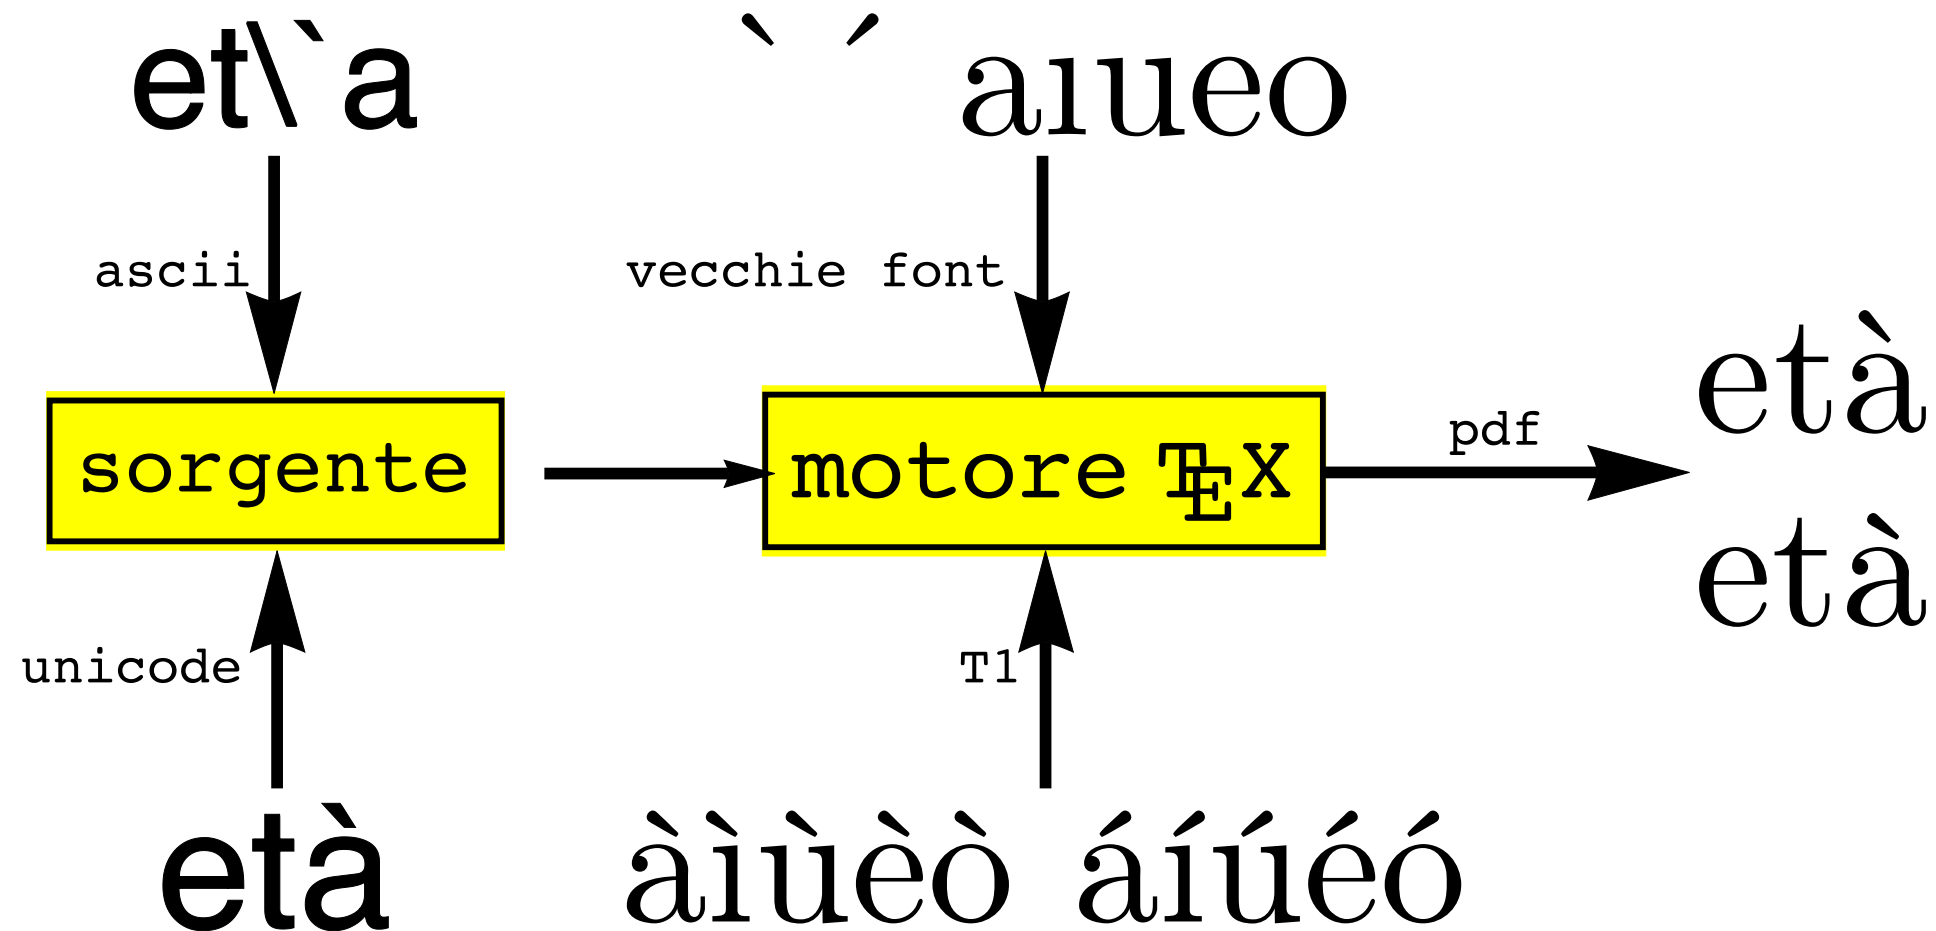 et\`a
` ´ aıueo
ascii
vecchie font
sorgente
motore TEX
pdf
età
età
unicode
T1
età
àìùèò áíúéó